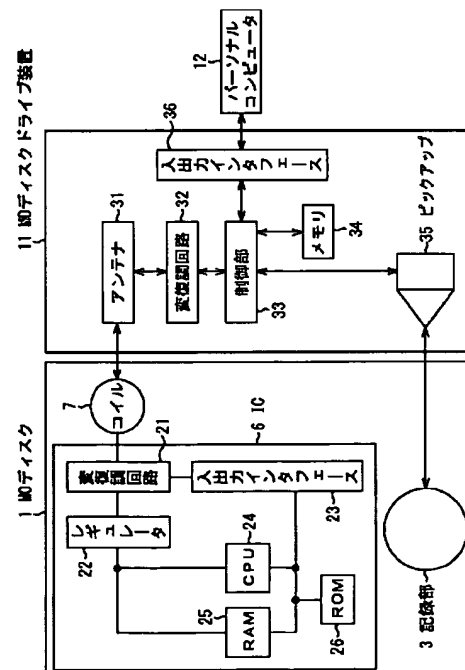 1 MOディスク
11 MOディスクドライブ装置
7
コイル
アンテナ
31
変復調回路
32
制御部
33
メモリ
34
35 ピックアップ
入出力インタフェース
36
パーソナル
コンピュータ
12
6 IC
変復調回路
21
レギュレータ
22
入出力インタフェース
23
CPU
24
RAM
25
ROM
26
3 記録部